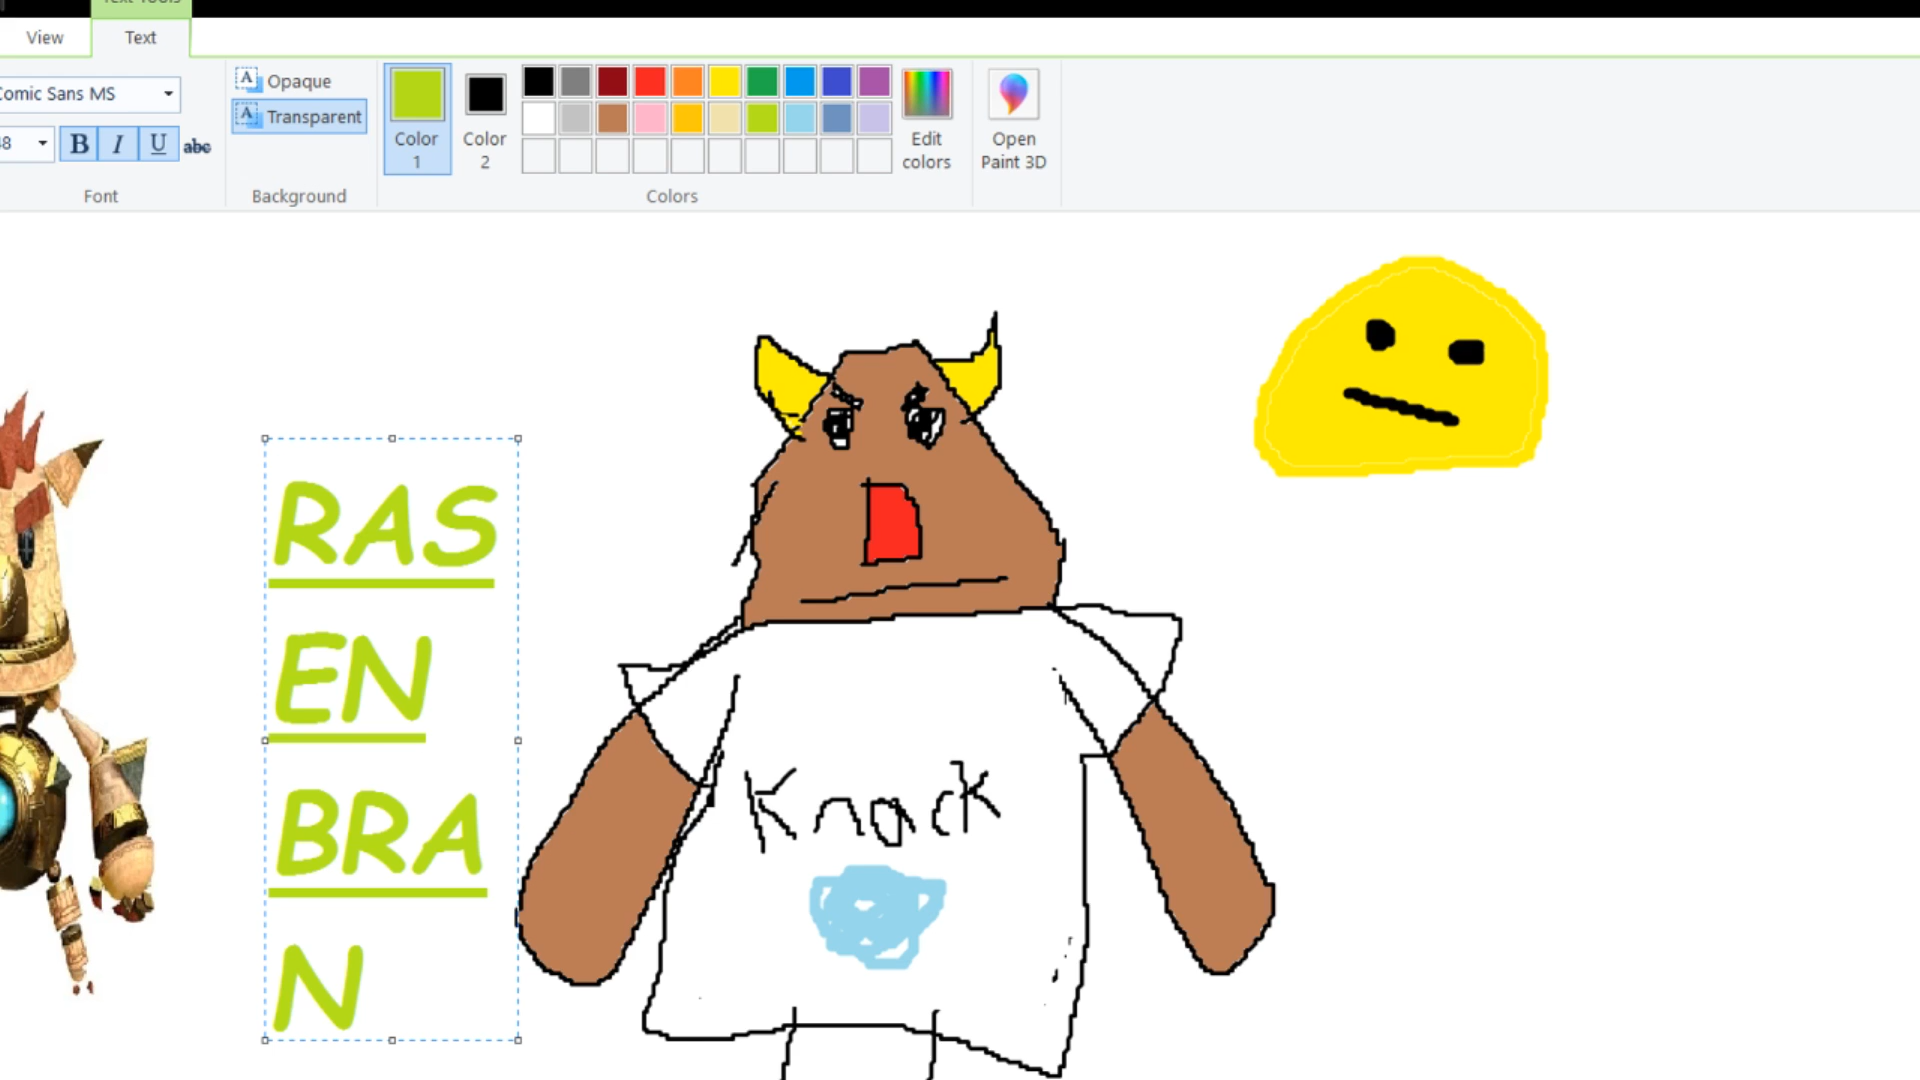 View
Text
Comic Sans MS
Opaque
Transparent
B I U abc
Color 1
Color 2
Edit colors
Open Paint 3D
Font
Background
Colors
RAS
EN
BRA
N
Knack